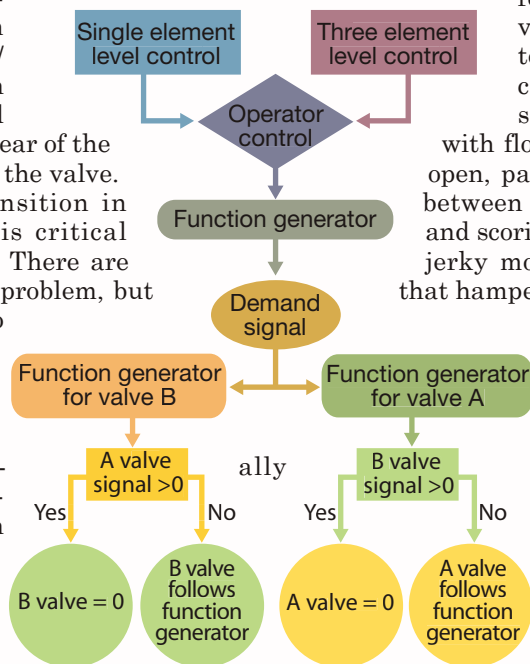 Single element
level control
Three element
level control
Operator
control
ear of the
the valve.
nsition in
is critical
There are
problem, but
with flo
open, pa
between
and scori
jerky mo
that hampe
Function generator
Demand
signal
Function generator
for valve B
Function generator
for valve A
A valve
signal >0
ally
B valve
signal >0
Yes
No
Yes
No
B valve = 0
B valve
follows
function
generator
A valve = 0
A valve
follows
function
generator